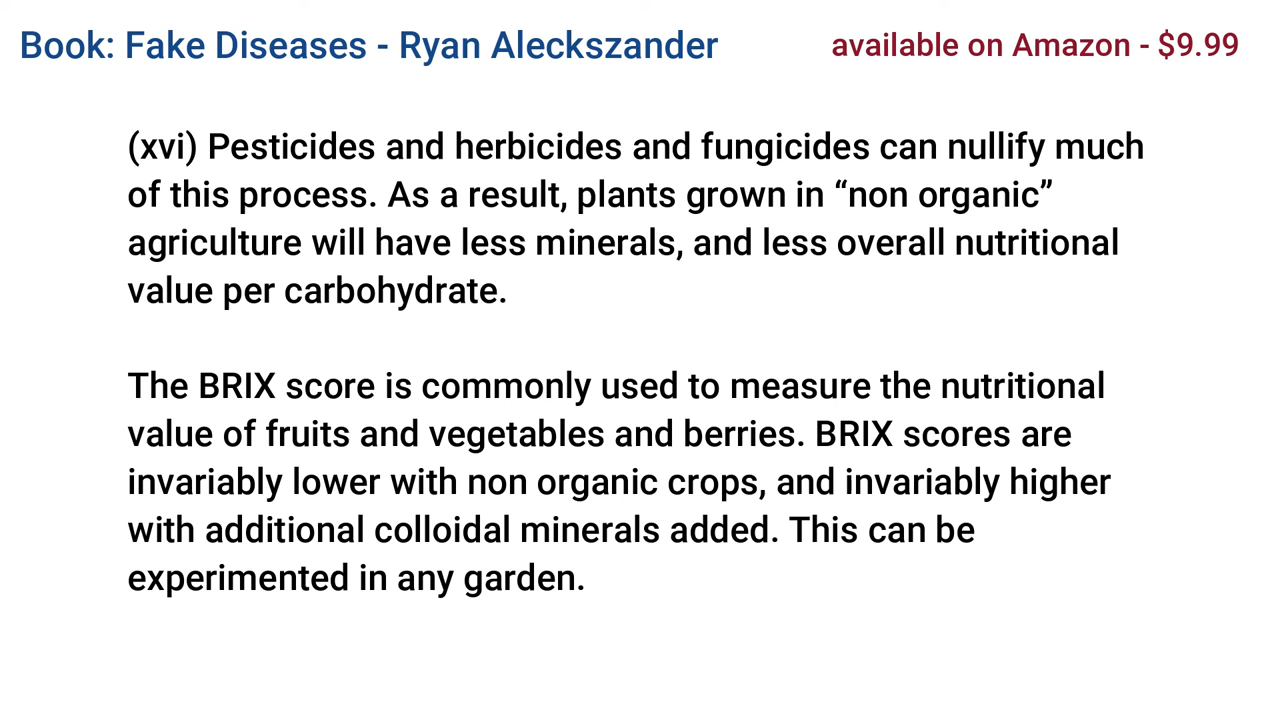 Book: Fake Diseases - Ryan Aleckszander
available on Amazon - $9.99
(xvi) Pesticides and herbicides and fungicides can nullify much
of this process. As a result, plants grown in “non organic”
agriculture will have less minerals, and less overall nutritional
value per carbohydrate.
The BRIX score is commonly used to measure the nutritional
value of fruits and vegetables and berries. BRIX scores are
invariably lower with non organic crops, and invariably higher
with additional colloidal minerals added. This can be
experimented in any garden.